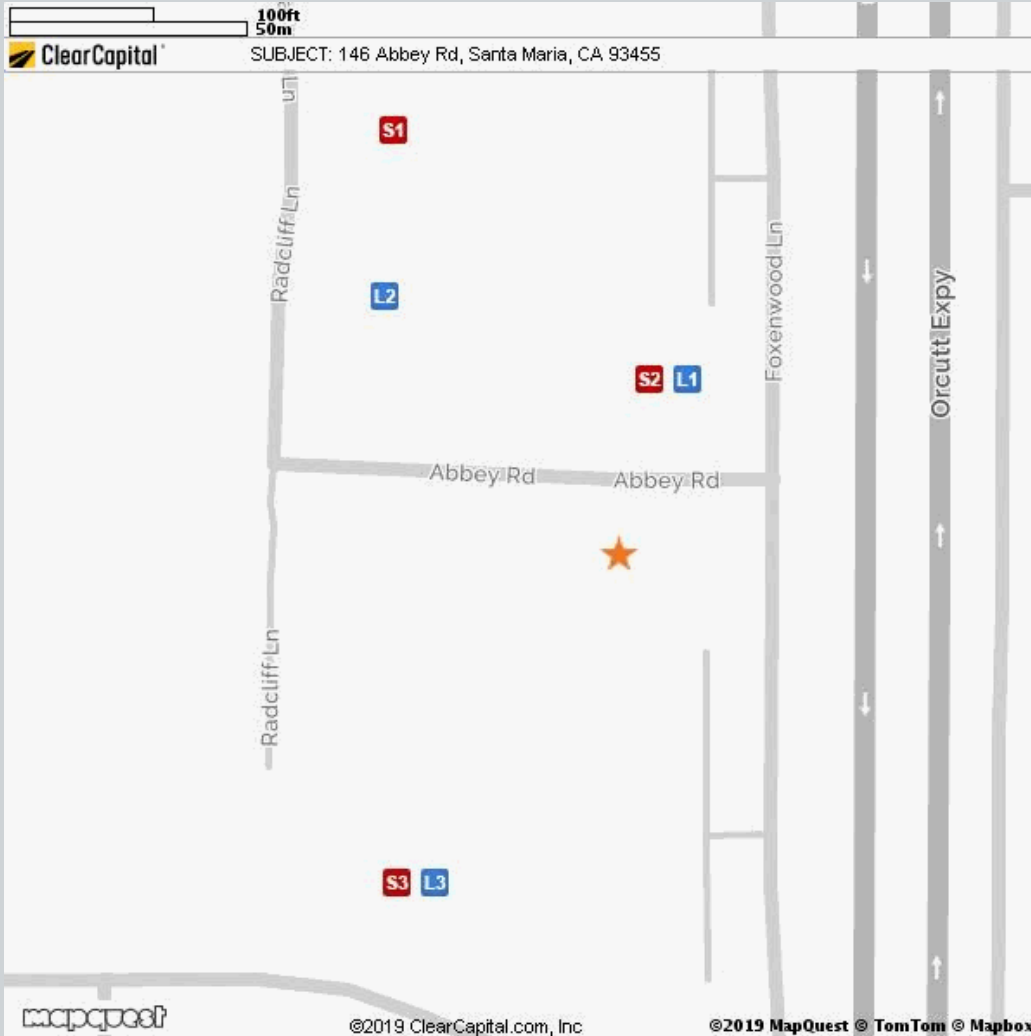 100ft
50m
ClearCapital
SUBJECT: 146 Abbey Rd, Santa Maria, CA 93455
Ln
S1
Radcliff Ln
L2
Foxenwood Ln
Orcutt Expy
S2 L1
Abbey Rd Abbey Rd
Radcliff Ln
S3 L3
mapquest
©2019 ClearCapital.com, Inc
©2019 MapQuest © TomTom © Mapbox